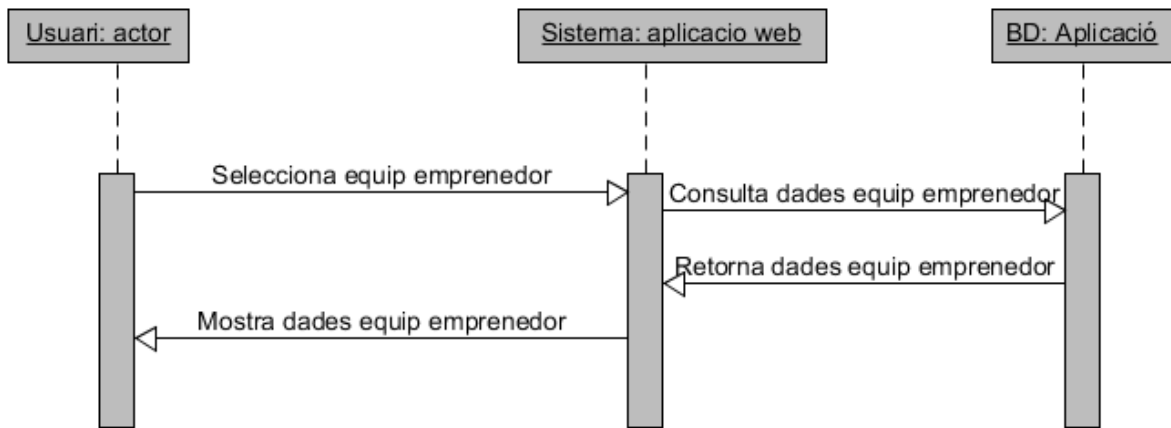 Usuari: actor
Sistema: aplicacio web
BD: Aplicació
Selecciona equip emprenedor
Consulta dades equip emprenedor
Retorna dades equip emprenedor
Mostra dades equip emprenedor